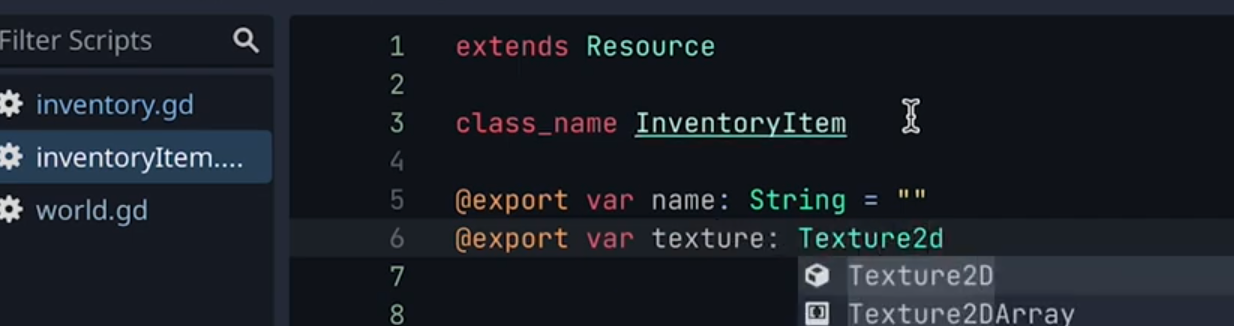 Filter Scripts
inventory.gd
inventoryItem....
world.gd
1 extends Resource
2
3 class_name InventoryItem
4
5 @export var name: String = ""
6 @export var texture: Texture2d
7
8
Texture2D
Texture2DArray